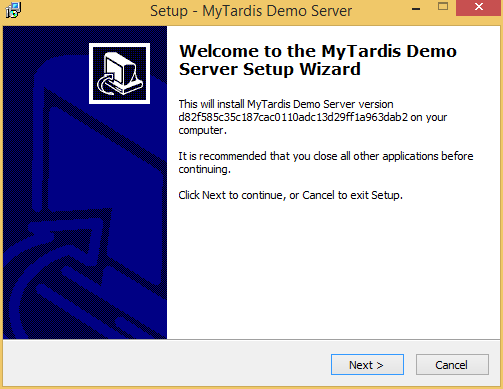 Setup - MyTardis Demo Server
Welcome to the MyTardis Demo
Server Setup Wizard
This will install MyTardis Demo Server version
d82f585c35c187cac0110adc13d29ff1a963dab2 on your
computer.
It is recommended that you close all other applications before
continuing.
Click Next to continue, or Cancel to exit Setup.
Next >
Cancel